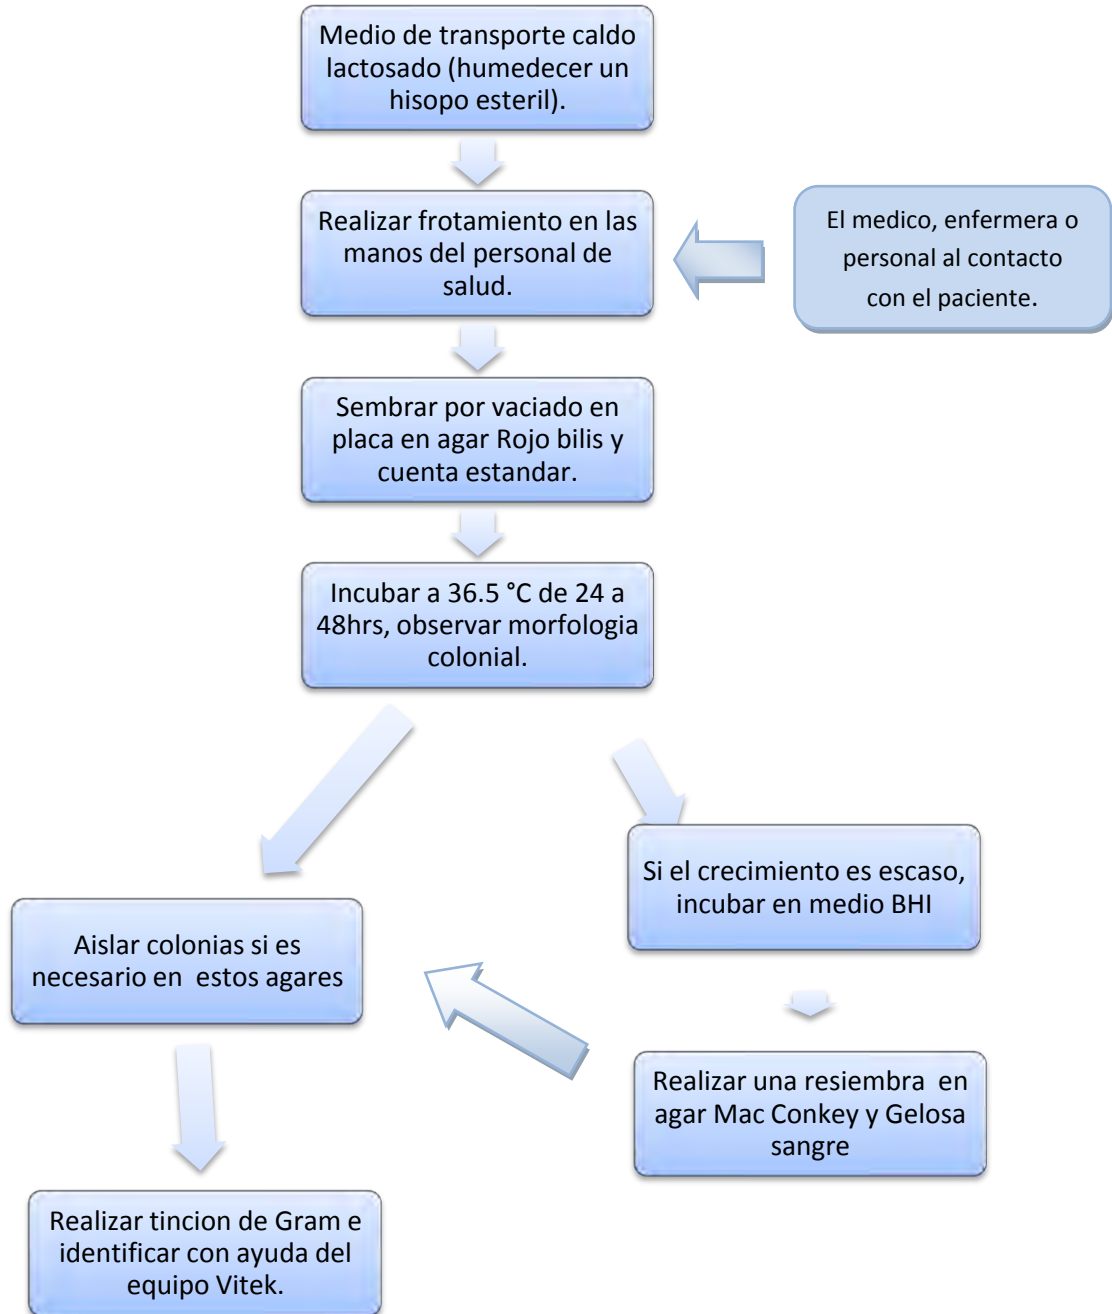 Medio de transporte caldo
lactosado (humedecer un
hisopo esteril).
Realizar frotamiento en las
manos del personal de
salud.
El medico, enfermera o
personal al contacto
con el paciente.
Sembrar por vaciado en
placa en agar Rojo bilis y
cuenta estandar.
Incubar a 36.5 °C de 24 a
48hrs, observar morfologia
colonial.
Si el crecimiento es escaso,
incubar en medio BHI
Aislar colonias si es
necesario en estos agares
Realizar una resiembra en
agar Mac Conkey y Gelosa
sangre
Realizar tincion de Gram e
identificar con ayuda del
equipo Vitek.